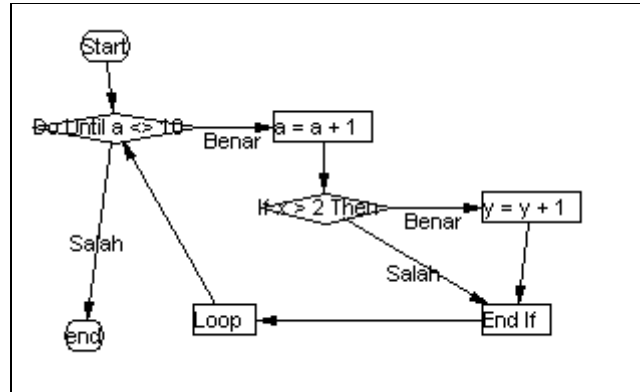 Start
Do Until a <> 10
Benar
a = a + 1
If x > 2 Then
Benar
y = y + 1
Salah
Salah
Loop
End If
end